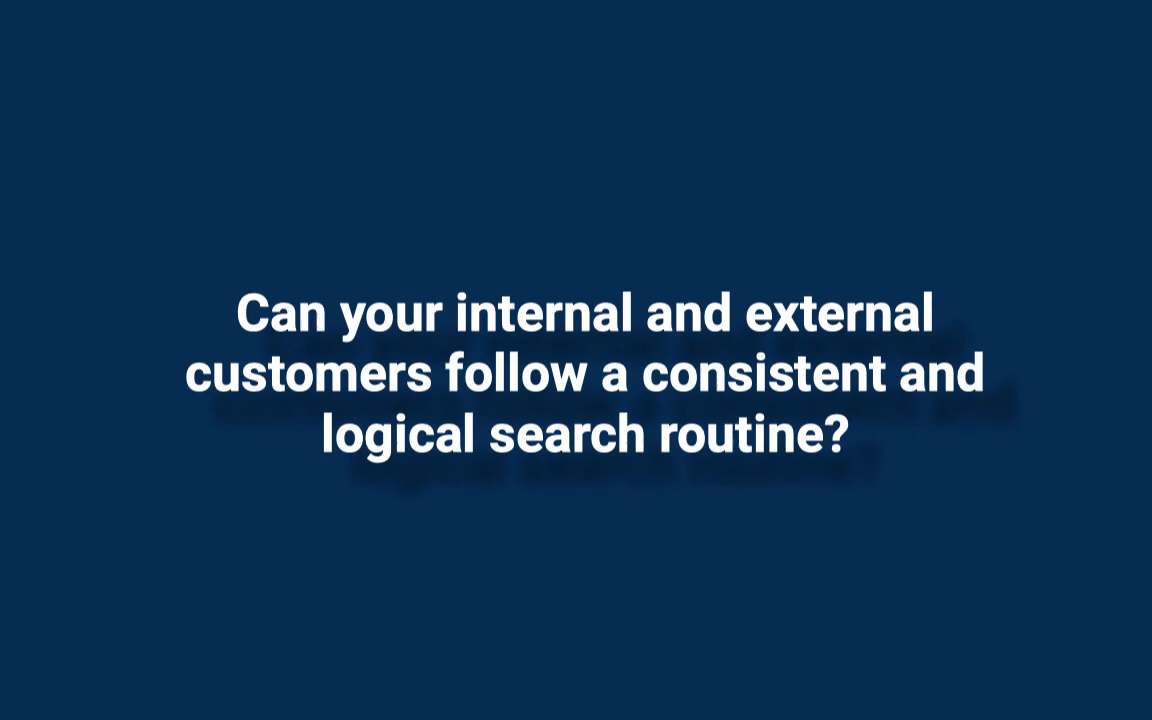 Can your internal and external
customers follow a consistent and
logical search routine?